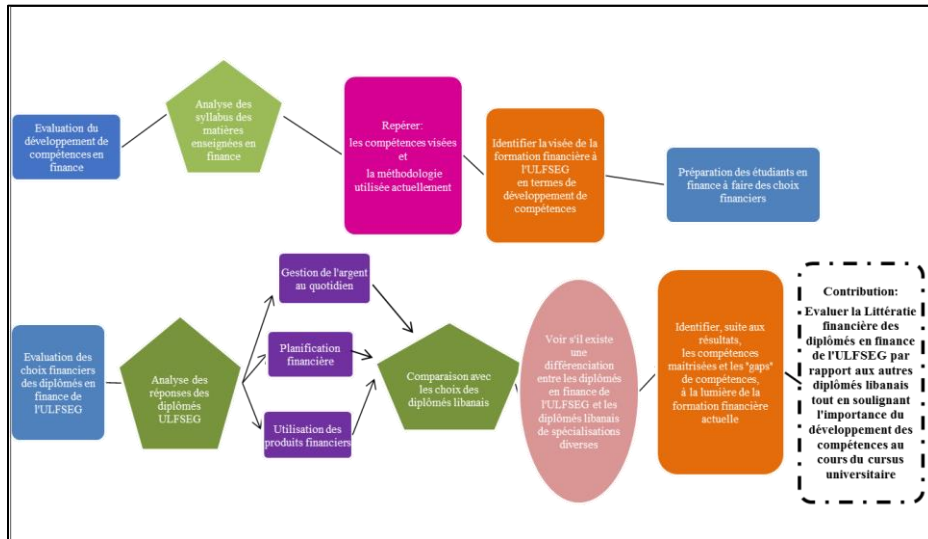 Evaluation du
développement de
compétences en
finance
Analyse des
syllabus des
matières
enseignées en
finance
Repérer:
les compétences visées
et
la méthodologie
utilisée actuellement
Identifier la visée de la
formation financière à
l'ULFSEG
en termes de
développement de
compétences
Préparation des étudiants
en finance à faire des choix
financiers
Evaluation des
choix financiers
des diplômés en
finance de
l'ULFSEG
Analyse des
réponses des
diplômés
ULFSEG
Gestion de l'argent
au quotidien
Planification
financière
Utilisation des
produits financiers
Comparaison avec
les choix des
diplômés libanais
Voir s'il existe
une
différenciation
entre les diplômés
en finance de
l'ULFSEG et les
diplômés libanais
de spécialisations
diverses
Identifier, suite aux
résultats,
les compétences
maitrisées et les "gaps"
de compétences,
à la lumière de la
formation financière
actuelle
Contribution:
Evaluer la Littératie
financière des
diplômés en finance
de l'ULFSEG par
rapport aux autres
diplômés libanais
tout en soulignant
l'importance du
développement des
compétences au
cours du cursus
universitaire